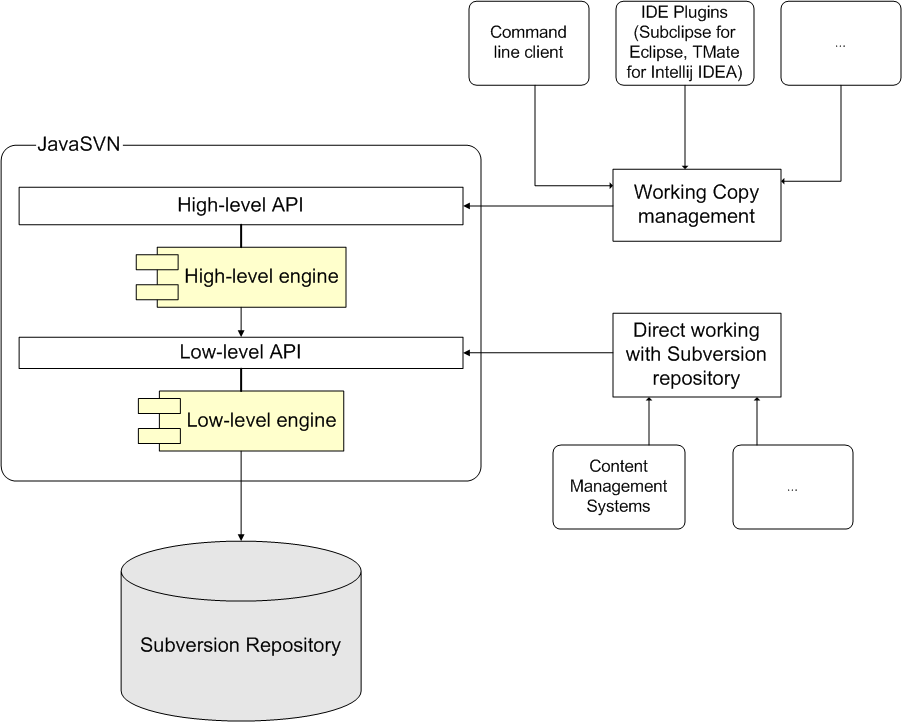 Command
line client
IDE Plugins
(Subclipse for
Eclipse, TMate
for Intellij IDEA)
...
JavaSVN
High-level API
Working Copy
management
High-level engine
Low-level API
Direct working
with Subversion
repository
Low-level engine
Content
Management
Systems
...
Subversion Repository